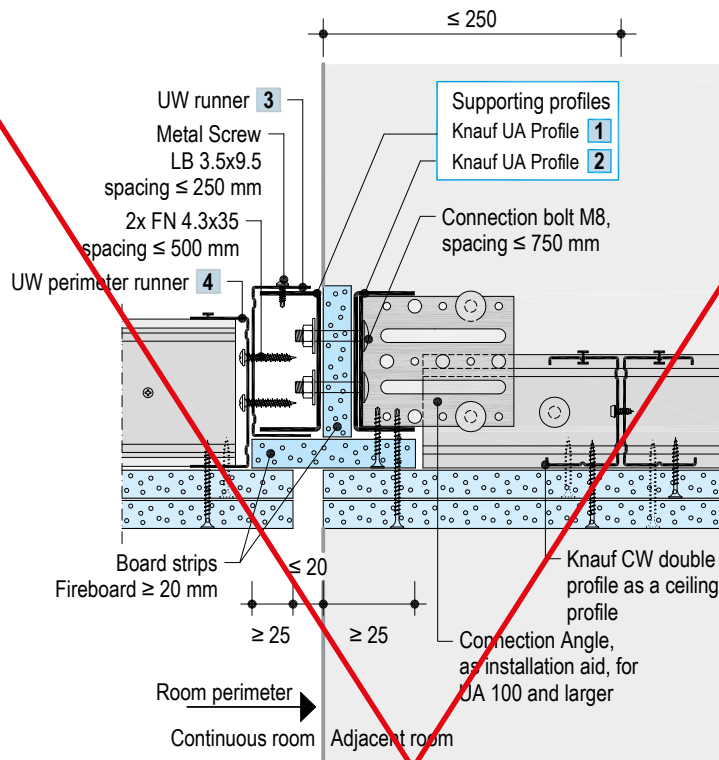 ≤ 250
UW runner 3
Metal Screw
LB 3.5x9.5
spacing ≤ 250 mm
2x FN 4.3x35
spacing ≤ 500 mm
UW perimeter runner 4
Supporting profiles
Knauf UA Profile 1
Knauf UA Profile 2
Connection bolt M8,
spacing ≤ 750 mm
Board strips
Fireboard ≥ 20 mm
≤ 20
≥ 25
≥ 25
Knauf CW double
profile as a ceiling
profile
Connection Angle,
as installation aid, for
UA 100 and larger
Room perimeter
Continuous room
Adjacent room